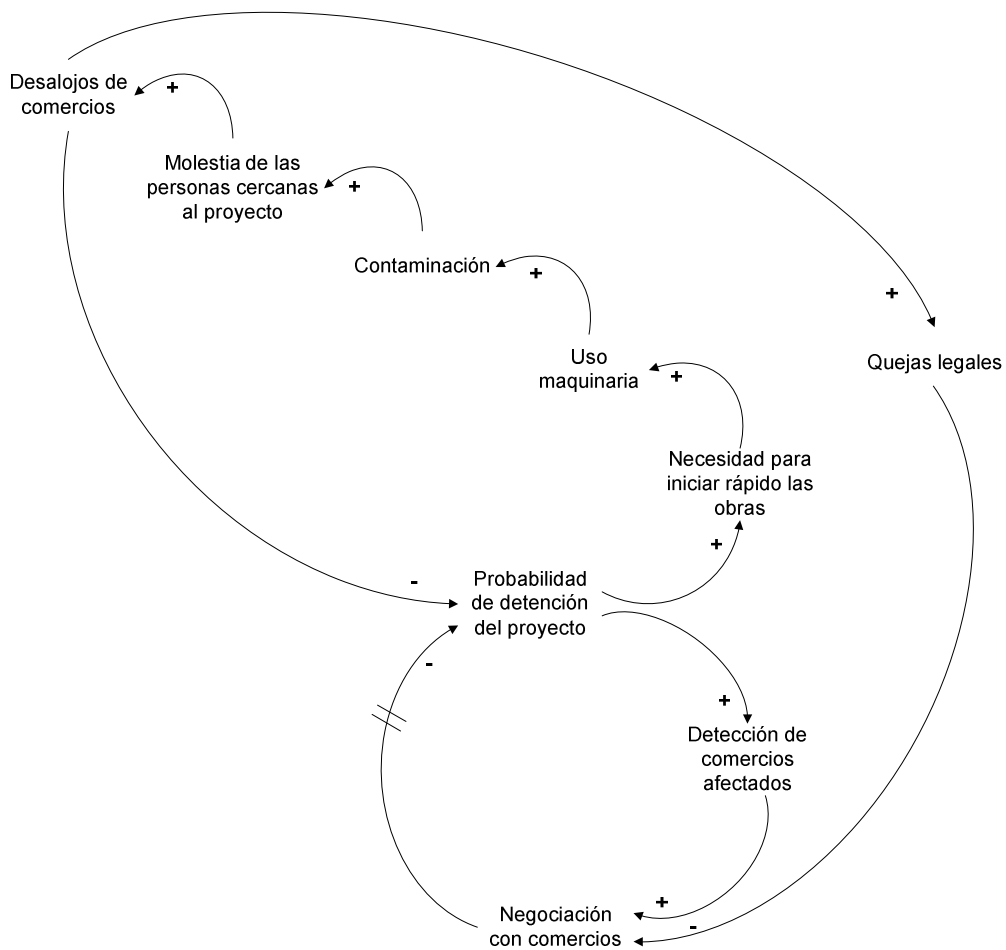 Desalojos de
comercios
+
Molestia de las
personas cercanas
al proyecto
+
Contaminación
+
Uso
maquinaria
+
Necesidad para
iniciar rápido las
obras
+
+
Quejas legales
-
Probabilidad
de detención
del proyecto
-
+
Detección de
comercios
afectados
+
-
Negociación
con comercios